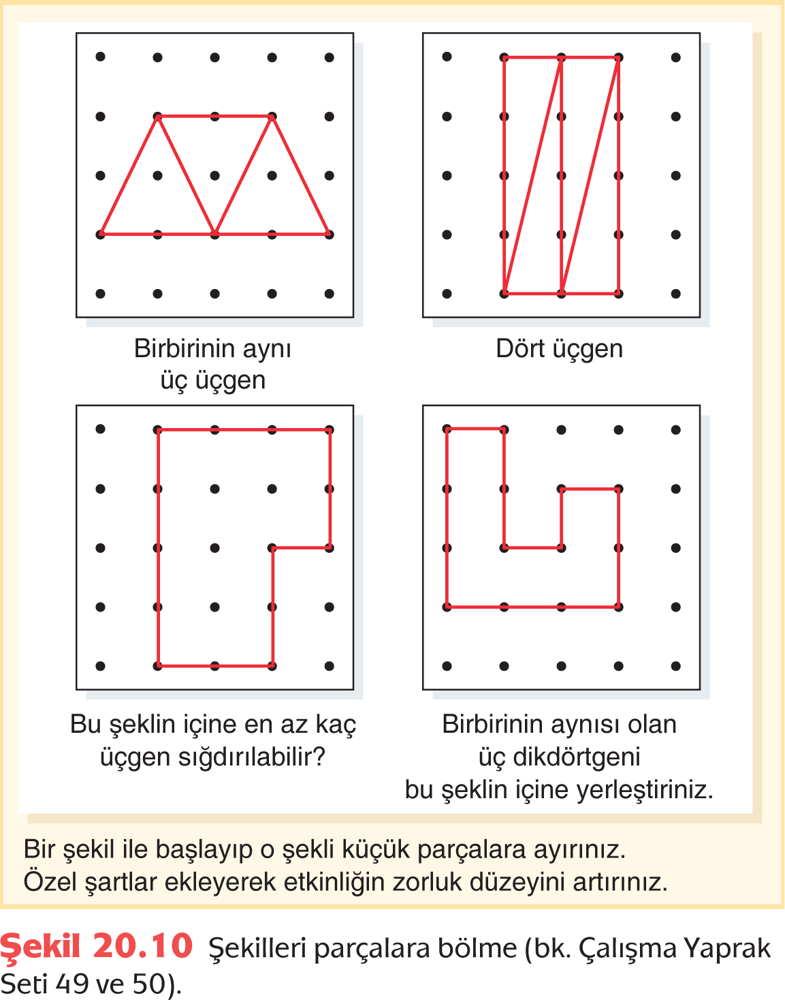 Birbirinin aynı
üç üçgen
Dört üçgen
Bu şeklin içine en az kaç
üçgen sığdırılabilir?
Birbirinin aynısı olan
üç dikdörtgeni
bu şeklin içine yerleştiriniz.
Bir şekil ile başlayıp o şekli küçük parçalara ayırınız.
Özel şartlar ekleyerek etkinliğin zorluk düzeyini artırınız.
Şekil 20.10 Şekilleri parçalara bölme (bk. Çalışma Yaprak
Seti 49 ve 50).